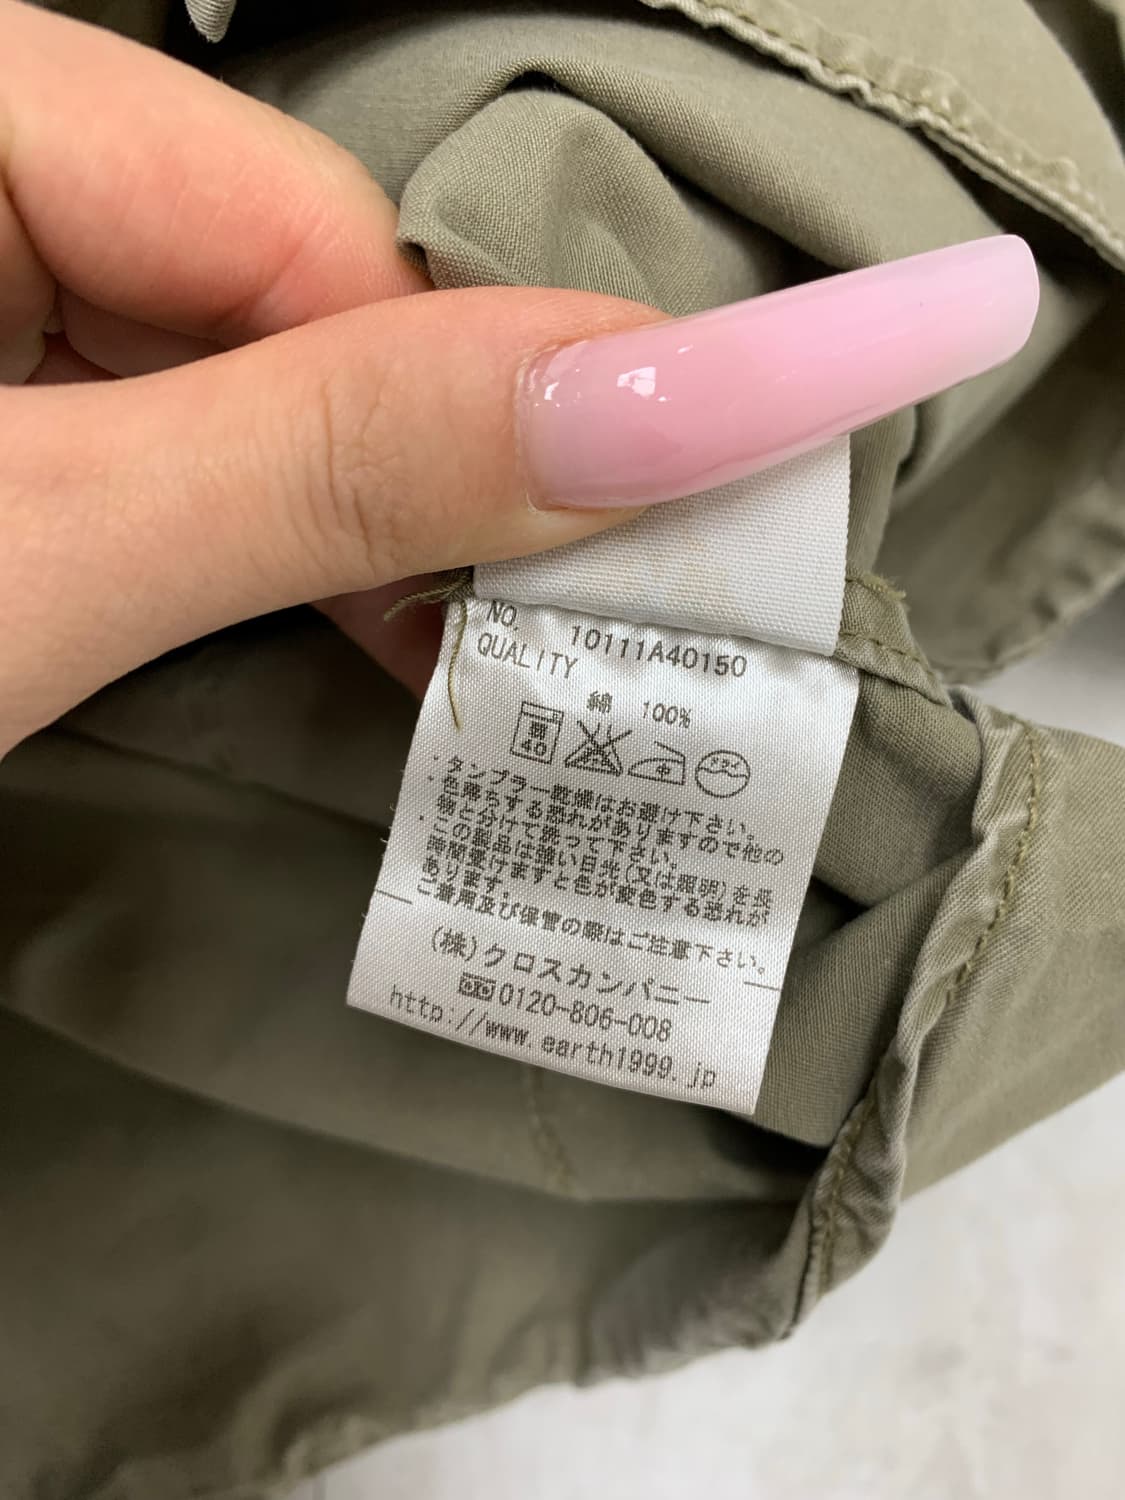 NO. 10111A40150
QUALITY
綿 100%
40 中 ドライ
・タンブラー乾燥はお避け下さい。
・色落ちする恐れがありますので他の
物と分けて洗って下さい。
・この製品は強い日光(又は照明)を長
時間受けますと色が変色する恐れが
あります。
ご着用及び保管の際はご注意下さい。
(株)クロスカンパニー
0120-806-008
http://www.earth1999.jp